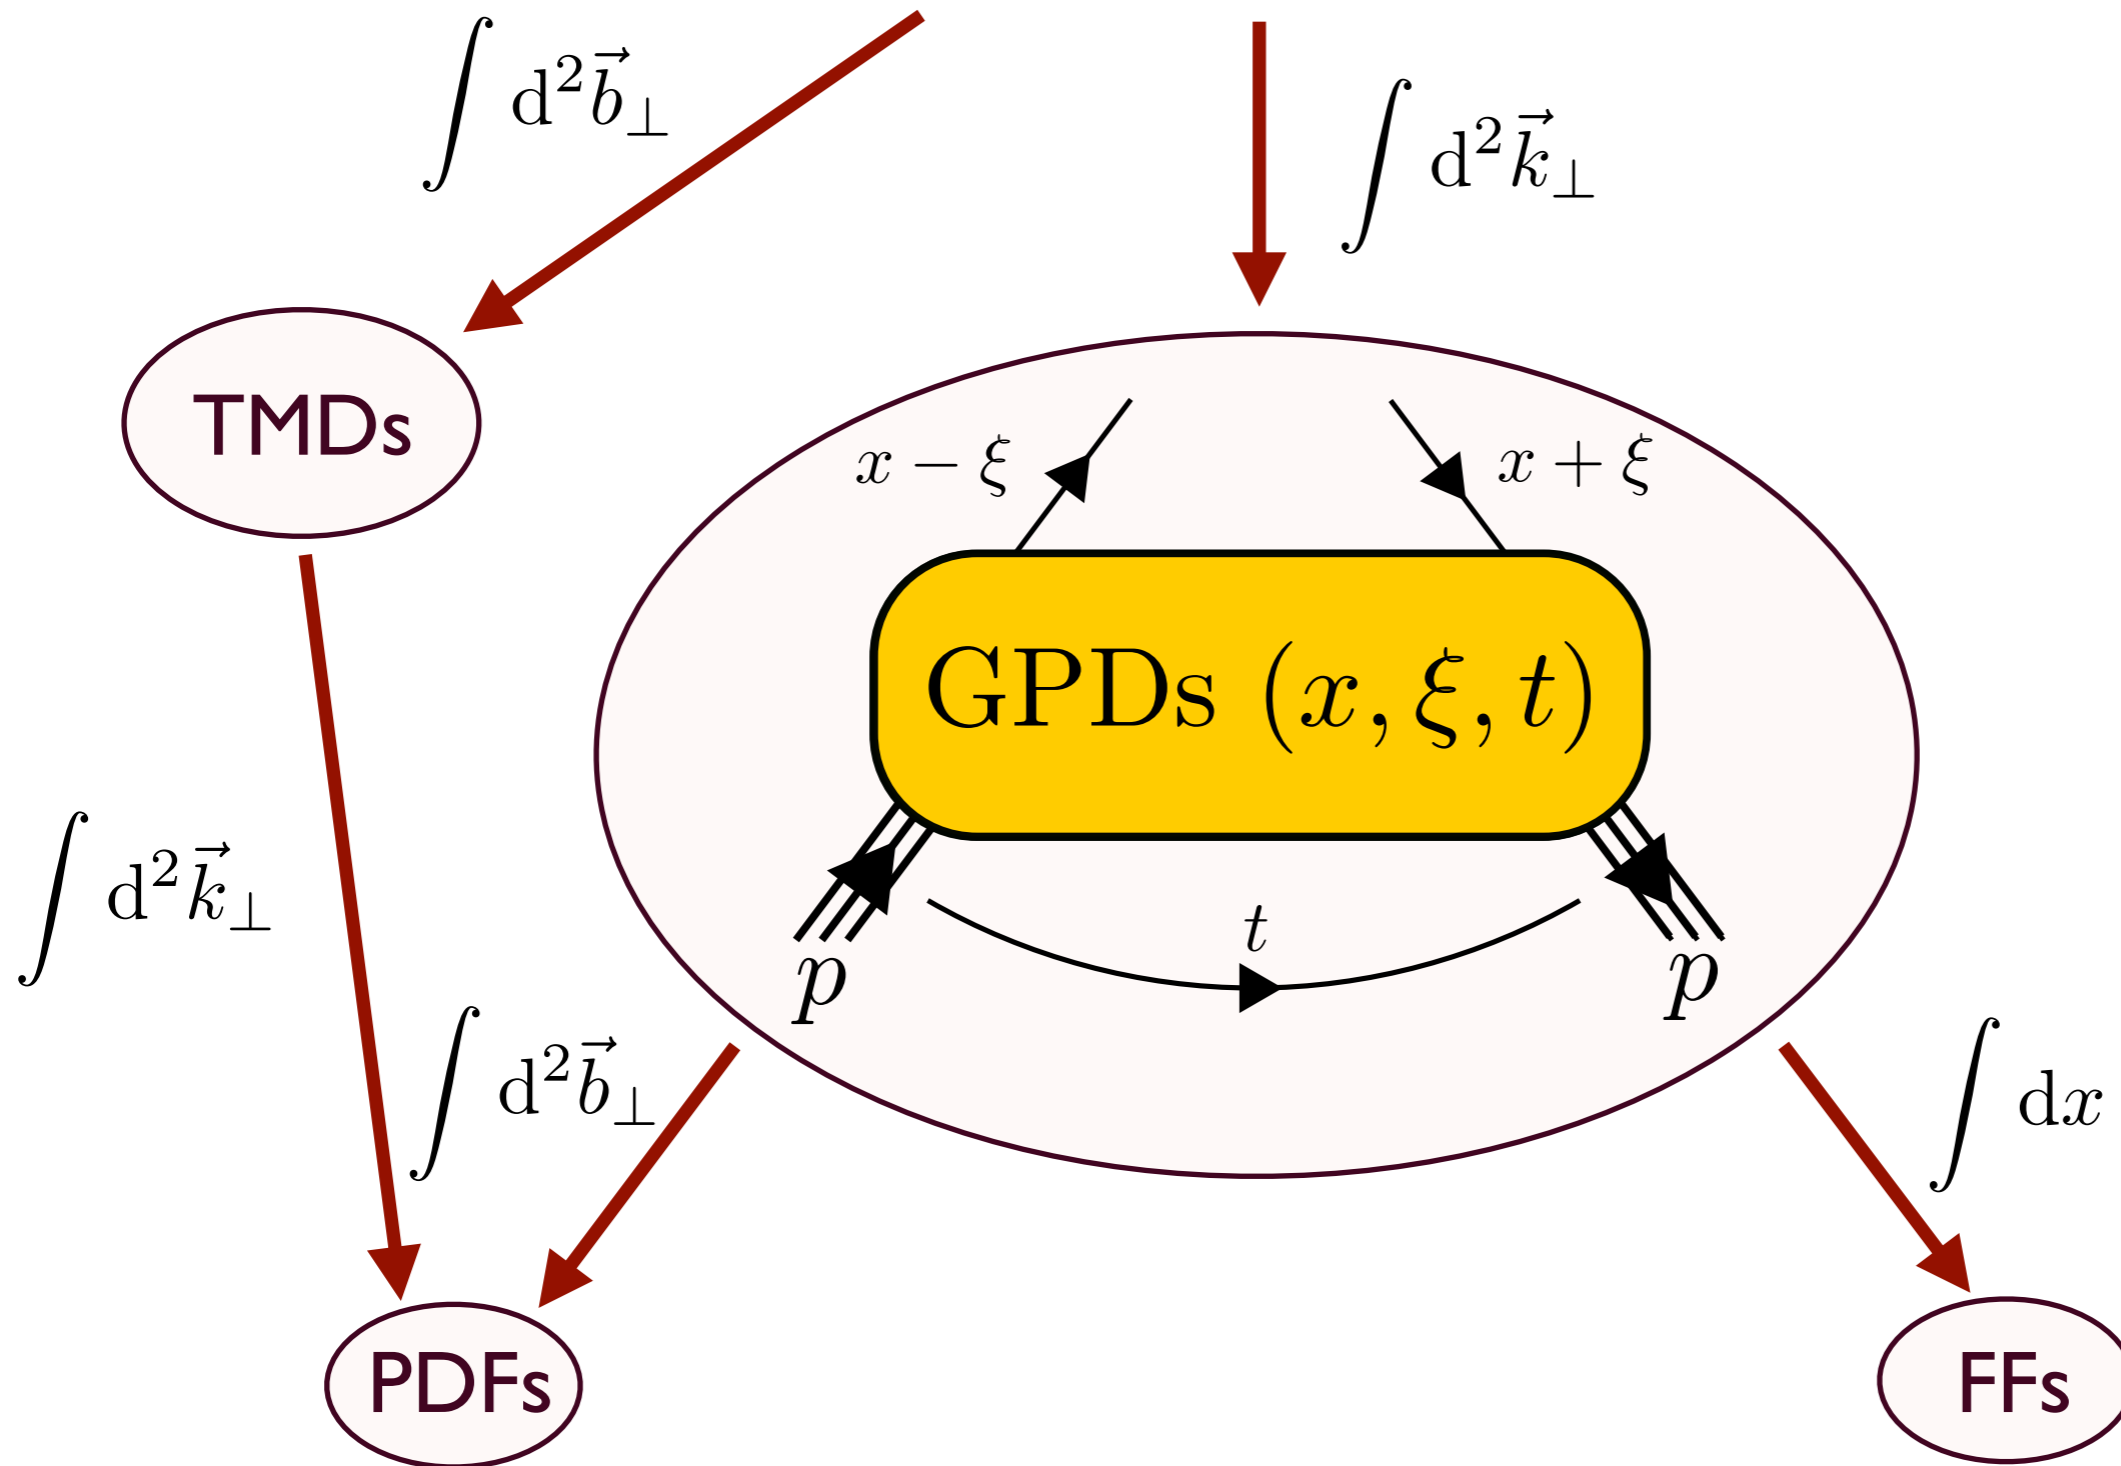 ∫ d²b⃗⊥
∫ d²k⃗⊥
TMDs
x − ξ
x + ξ
GPDs (x, ξ, t)
∫ d²k⃗⊥
t
p
p
∫ d²b⃗⊥
∫ dx
PDFs
FFs